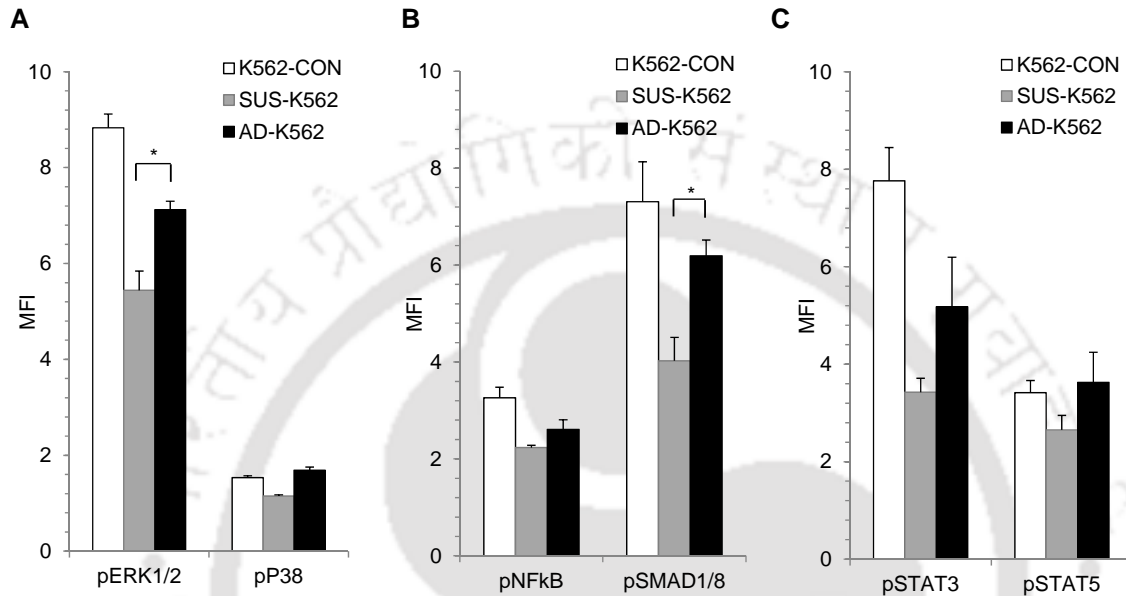 A
K562-CON
SUS-K562
AD-K562
10
8
6
4
2
0
MFI
*
pERK1/2
pP38
B
K562-CON
SUS-K562
AD-K562
10
8
6
4
2
0
MFI
*
pNFkB
pSMAD1/8
C
K562-CON
SUS-K562
AD-K562
10
8
6
4
2
0
MFI
pSTAT3
pSTAT5
प्रौद्योगिकी